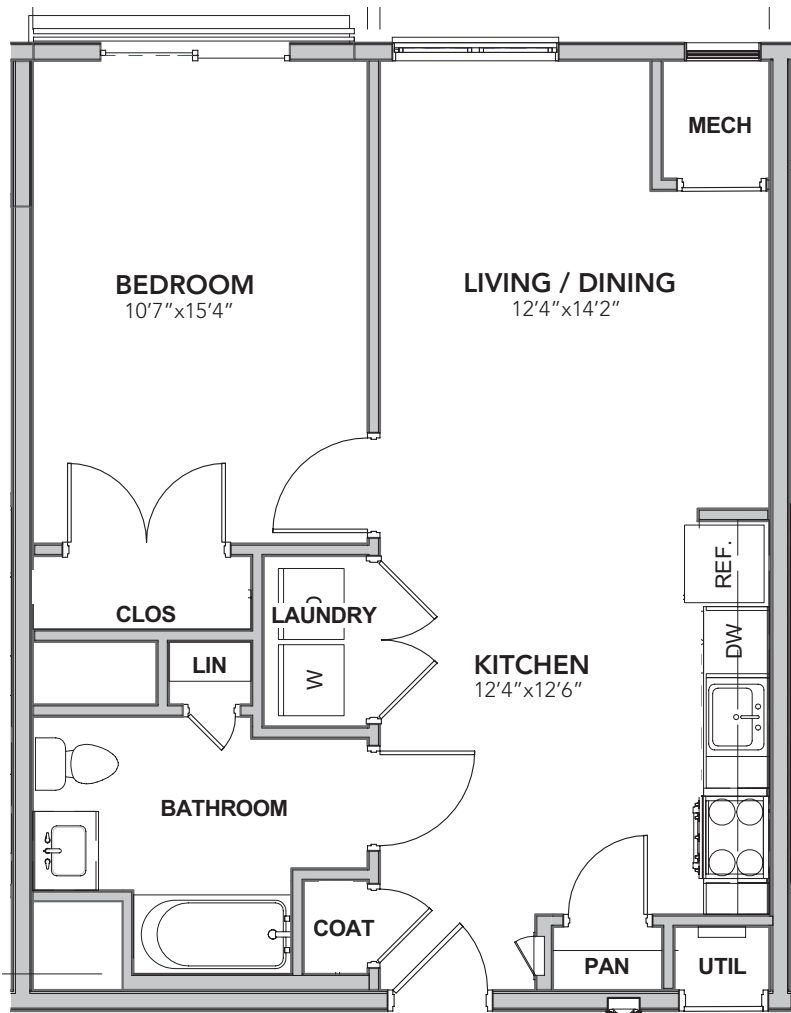 MECH
BEDROOM
10'7"x15'4"
LIVING / DINING
12'4"x14'2"
REF.
CLOS
LAUNDRY
D
DW
LIN
W
KITCHEN
12'4"x12'6"
BATHROOM
COAT
PAN
UTIL